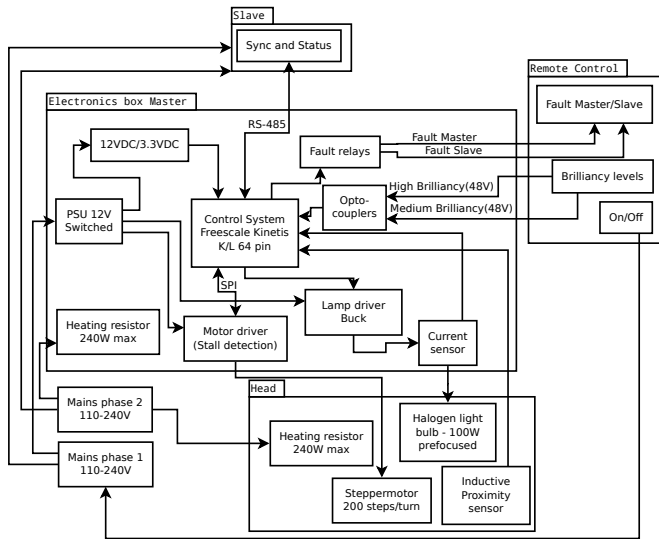 Slave
Sync and Status
Remote Control
Fault Master/Slave
Electronics box Master
RS-485
12VDC/3.3VDC
Fault relays
Fault Master
Fault Slave
Brilliancy levels
High Brilliancy(48V)
Medium Brilliancy(48V)
Opto-
couplers
On/Off
PSU 12V
Switched
Control System
Freescale Kinetis
K/L 64 pin
SPI
Lamp driver
Buck
Heating resistor
240W max
Motor driver
(Stall detection)
Current
sensor
Mains phase 2
110-240V
Head
Halogen light
bulb - 100W
prefocused
Heating resistor
240W max
Mains phase 1
110-240V
Steppermotor
200 steps/turn
Inductive
Proximity
sensor